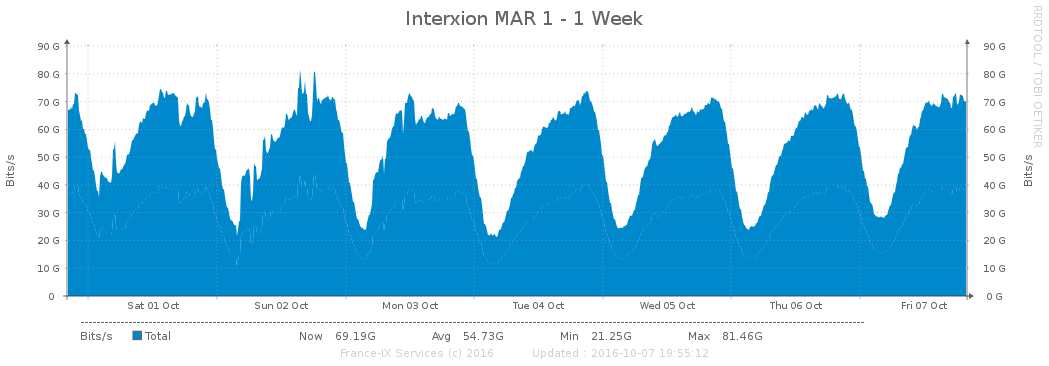 Interxion MAR 1 - 1 Week
RRDTOOL / TOBI OETIKER
Bits/s
Bits/s
90 G 90 G
80 G 80 G
70 G 70 G
60 G 60 G
50 G 50 G
40 G 40 G
30 G 30 G
20 G 20 G
10 G 10 G
0 0 G
Sat 01 Oct Sun 02 Oct Mon 03 Oct Tue 04 Oct Wed 05 Oct Thu 06 Oct Fri 07 Oct
Bits/s Total Now 69.19G Avg 54.73G Min 21.25G Max 81.46G
France-IX Services (c) 2016 Updated : 2016-10-07 19:55:12